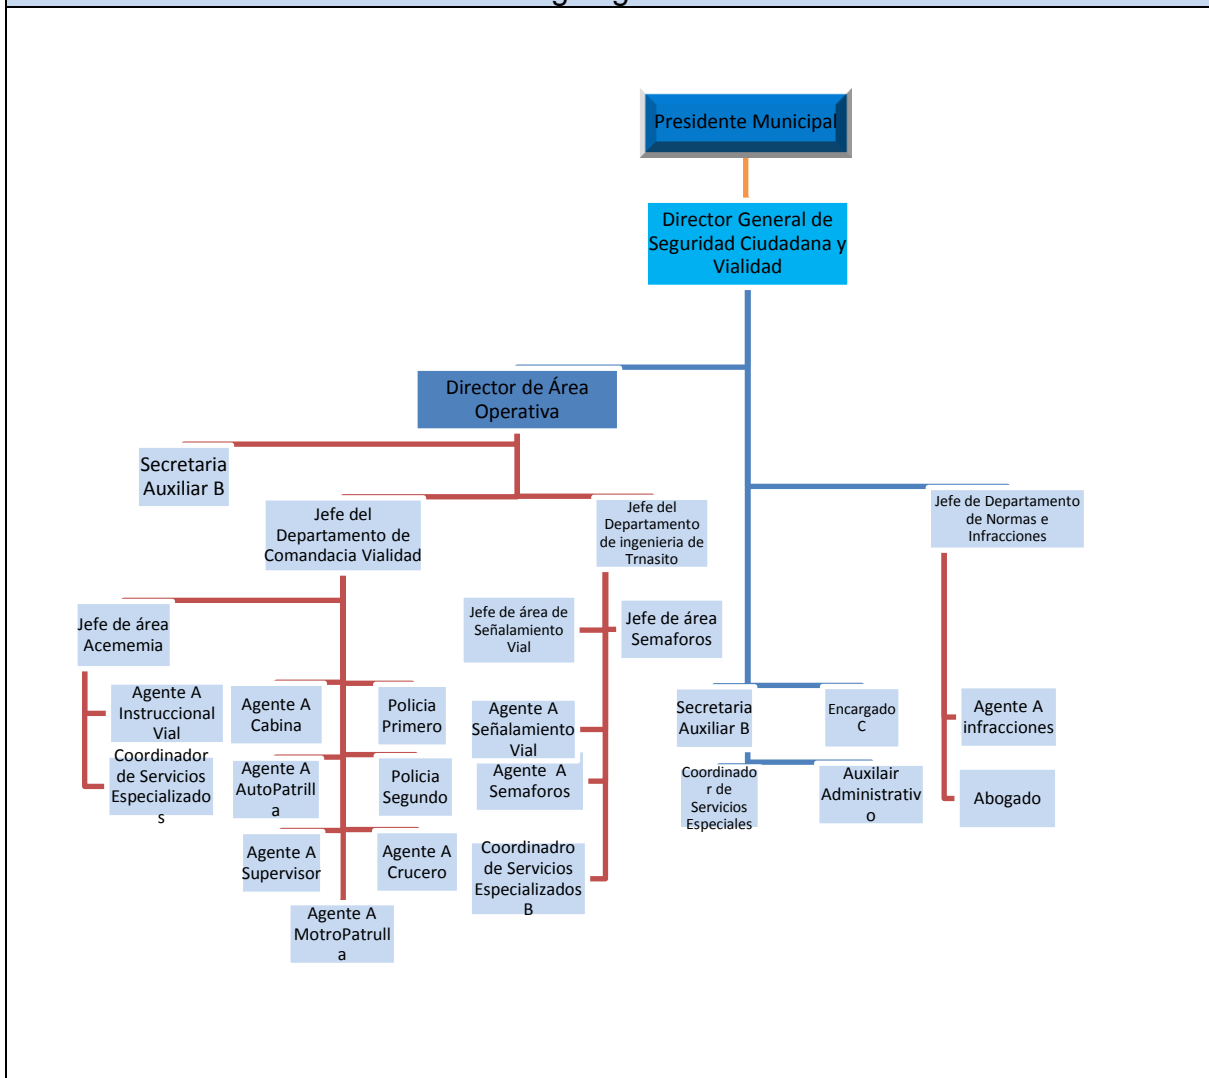 Presidente Municipal
Director General de
Seguridad Ciudadana y
Vialidad
Director de Área
Operativa
Secretaria
Auxiliar B
Jefe del
Departamento de
Comandacia Vialidad
Jefe del
Departamento
de ingenieria de
Trnasito
Jefe de Departamento
de Normas e
Infracciones
Jefe de área
Acememia
Jefe de área de
Señalamiento
Vial
Jefe de área
Semaforos
Agente A
Instruccional
Vial
Coordinador
de Servicios
Especializado
s
Agente A
Cabina
Policia
Primero
Agente A
AutoPatrill
a
Policia
Segundo
Agente A
Supervisor
Agente A
Crucero
Agente A
MotroPatrull
a
Agente A
Señalamiento
Vial
Agente A
Semaforos
Coordinadro
de Servicios
Especializados
B
Secretaria
Auxiliar B
Encargado
C
Coordinado
r de
Servicios
Especiales
Auxilair
Administrativ
o
Agente A
infracciones
Abogado